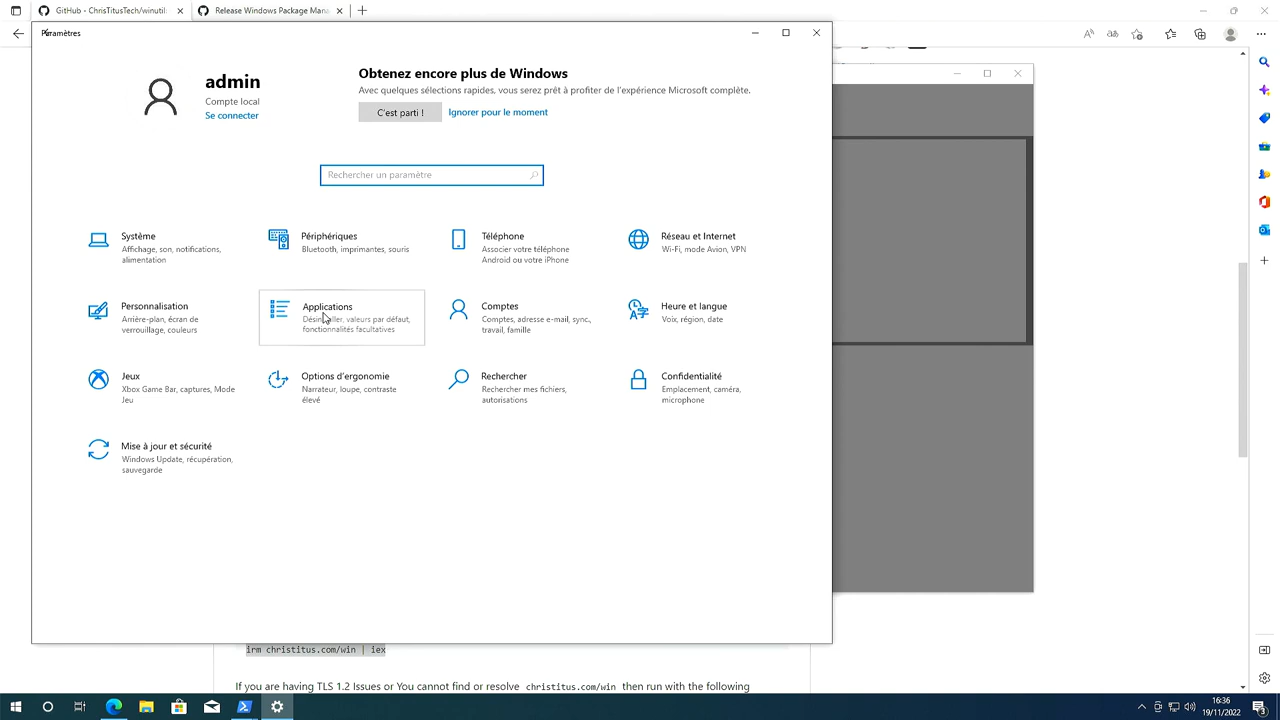 GitHub - ChrisTitusTech/winutil:
Release Windows Package Man
Paramètres
admin
Compte local
Se connecter
Obtenez encore plus de Windows
Avec quelques sélections rapides, vous serez prêt à profiter de l'expérience Microsoft complète.
C'est parti !
Ignorer pour le moment
Rechercher un paramètre
Système
Affichage, son, notifications,
alimentation
Périphériques
Bluetooth, imprimantes, souris
Téléphone
Associer votre téléphone
Android ou votre iPhone
Réseau et Internet
Wi-Fi, mode Avion, VPN
Personnalisation
Arrière-plan, écran de
verrouillage, couleurs
Applications
Désinstaller, valeurs par défaut,
fonctionnalités facultatives
Comptes
Comptes, adresse e-mail, sync.,
travail, famille
Heure et langue
Voix, région, date
Jeux
Xbox Game Bar, captures, Mode
Jeu
Options d'ergonomie
Narrateur, loupe, contraste
élevé
Rechercher
Rechercher mes fichiers,
autorisations
Confidentialité
Emplacement, caméra,
microphone
Mise à jour et sécurité
Windows Update, récupération,
sauvegarde
irm christitus.com/win | iex
If you are having TLS 1.2 Issues or You cannot find or resolve christitus.com/win then run with the following
16:36
19/11/2022
3